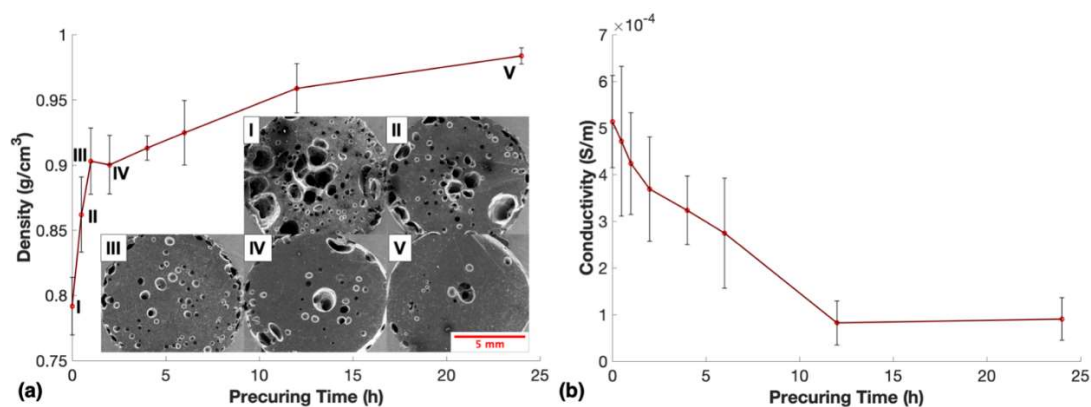 1
0.95
0.9
0.85
0.8
0.75
Density (g/cm³)
0
5
10
15
20
25
Precuring Time (h)
(a)
I
II
III
IV
V
I
II
III
IV
V
5 mm
×10⁻⁴
7
6
5
4
3
2
1
0
Conductivity (S/m)
0
5
10
15
20
25
Precuring Time (h)
(b)